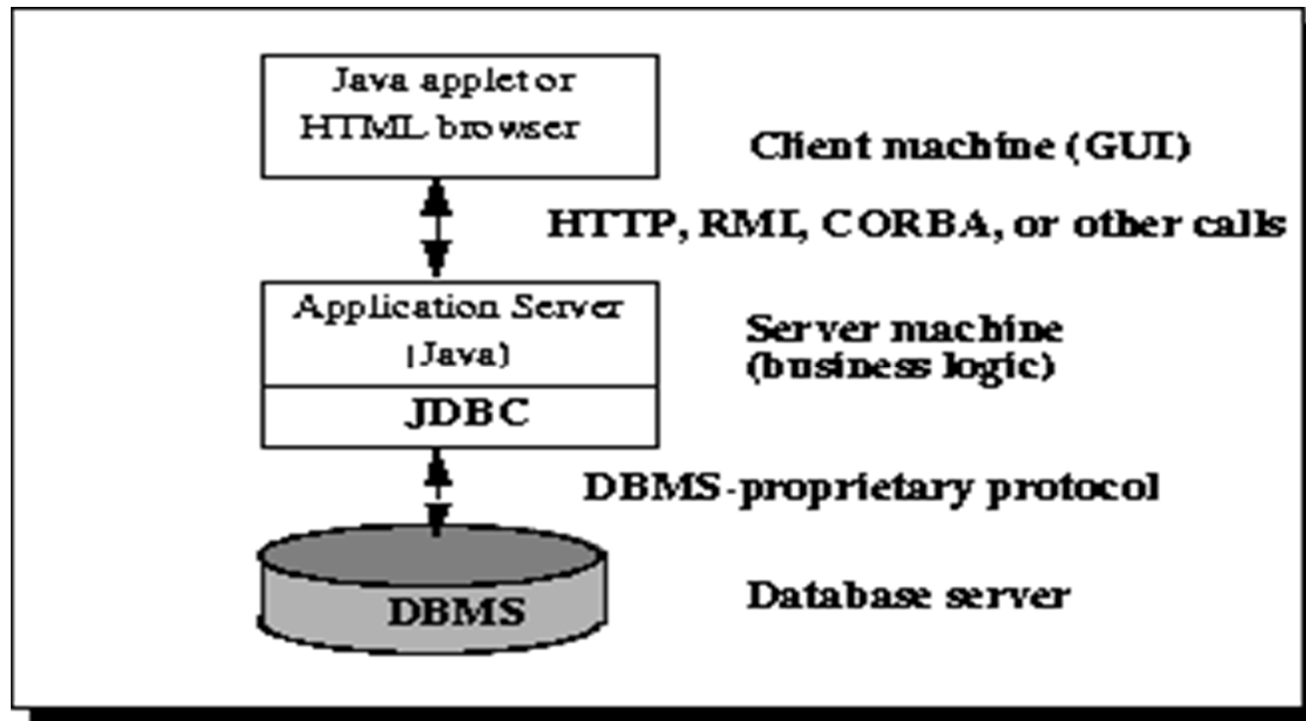 Java applet or
HTML browser
Client machine (GUI)
HTTP, RMI, CORBA, or other calls
Application Server
(Java)
Server machine
(business logic)
JDBC
DBMS-proprietary protocol
DBMS
Database server